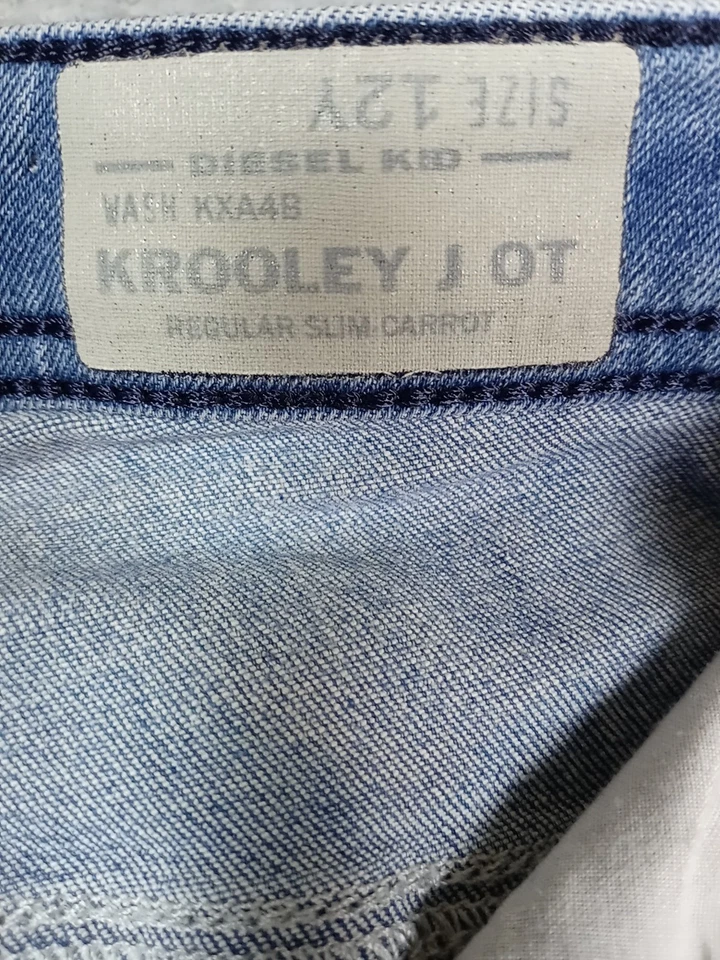 SIZE 12Y
DIESEL KID
WASH KXA4B
KROOLEY J OT
REGULAR SLIM-CARROT